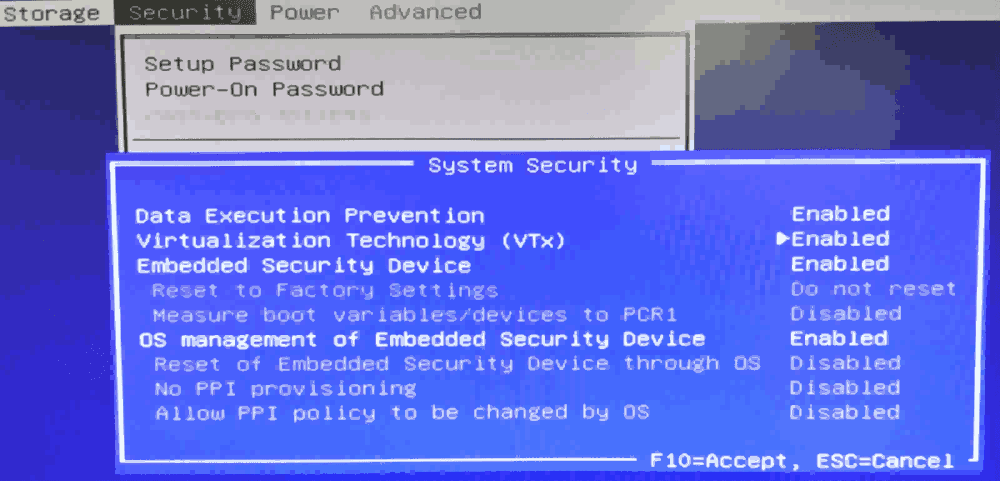 Storage Security Power Advanced
Setup Password
Power-On Password
System Security
Data Execution Prevention Enabled
Virtualization Technology (VTx) ▶Enabled
Embedded Security Device Enabled
Reset to Factory Settings Do not reset
Measure boot variables/devices to PCR1 Disabled
OS management of Embedded Security Device Enabled
Reset of Embedded Security Device through OS Disabled
No PPI provisioning Disabled
Allow PPI policy to be changed by OS Disabled
F10=Accept, ESC=Cancel